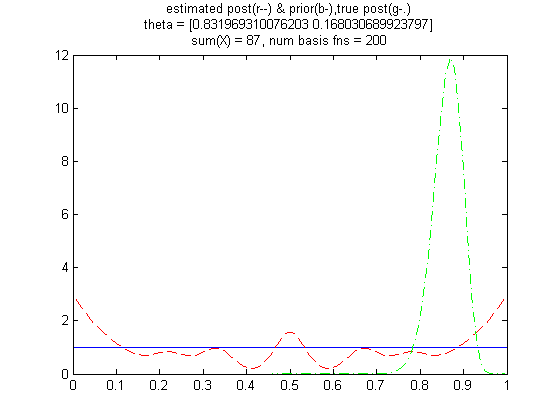 estimated post(r--) & prior(b-),true post(g-.)
theta = [0.831969310076203 0.168030689923797]
sum(X) = 87, num basis fns = 200
12
10
8
6
4
2
0
0 0.1 0.2 0.3 0.4 0.5 0.6 0.7 0.8 0.9 1